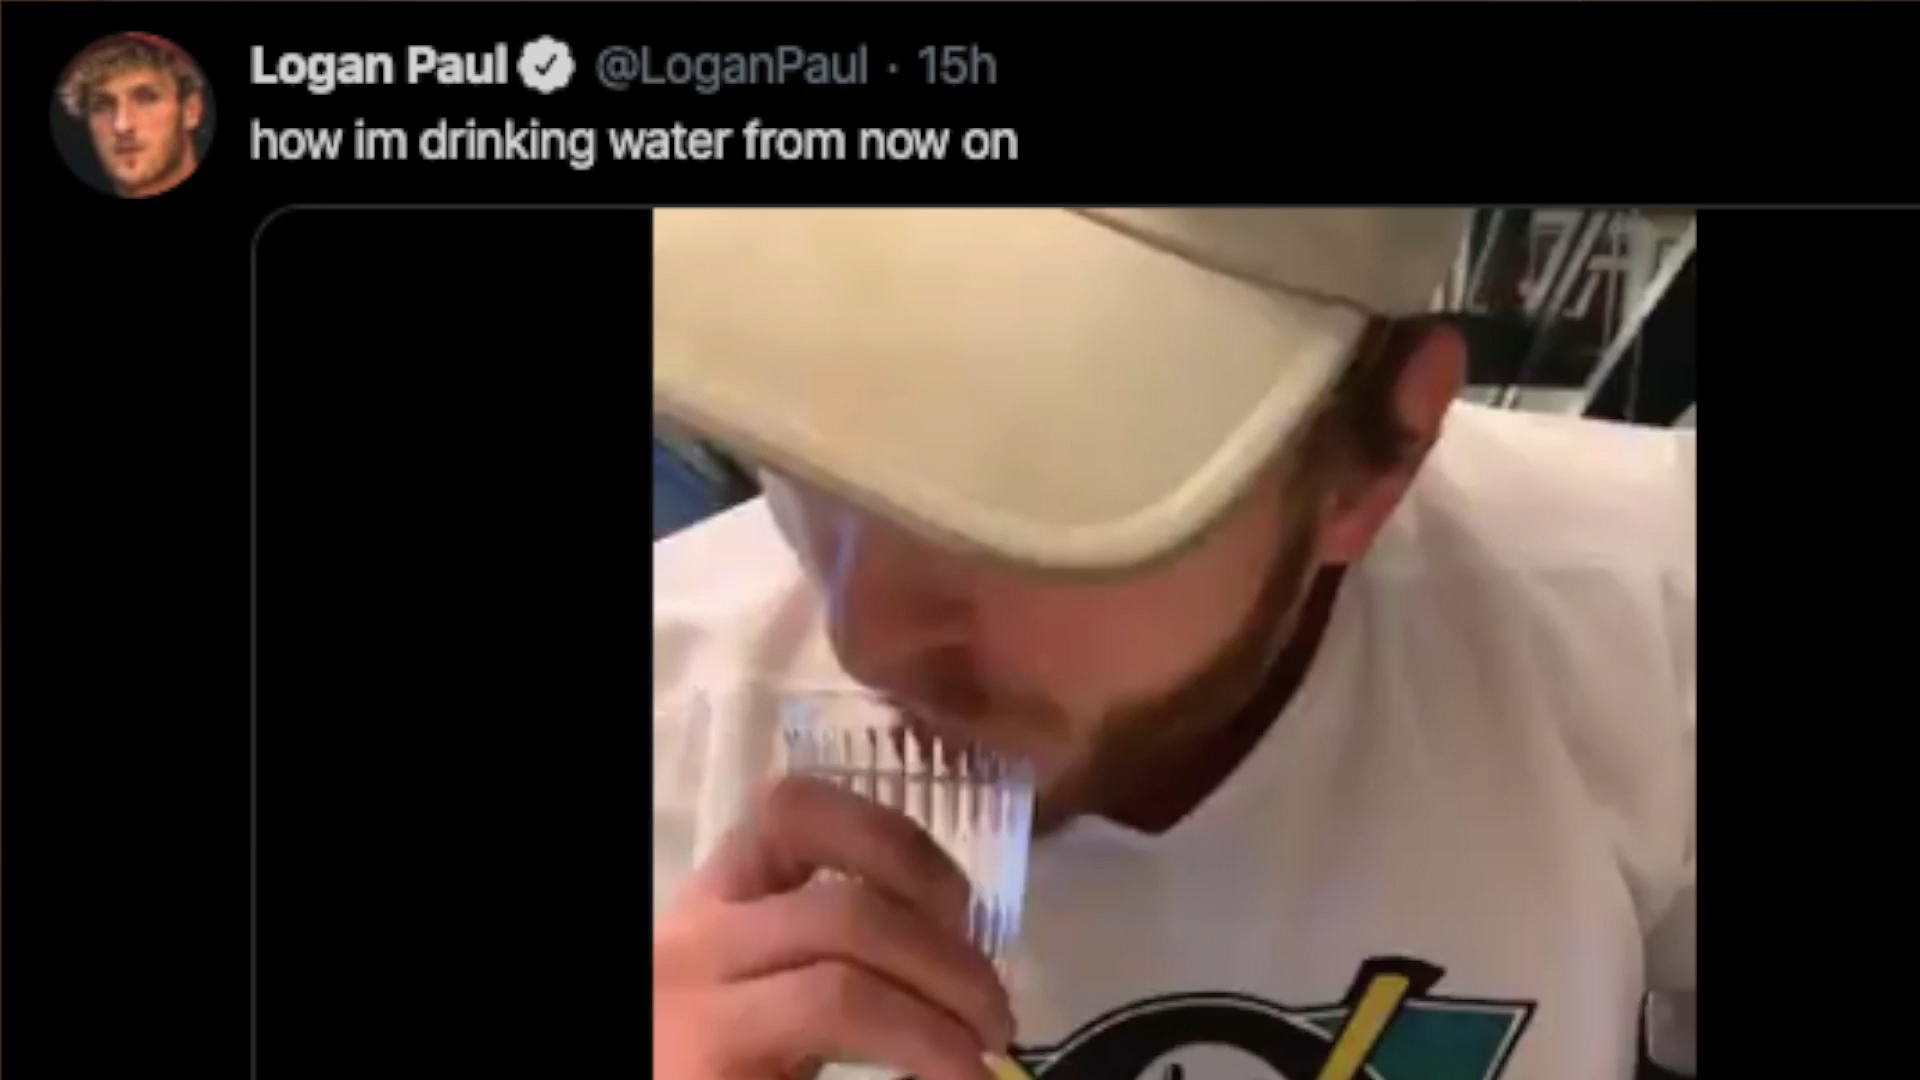 Logan Paul @LoganPaul · 15h
how im drinking water from now on